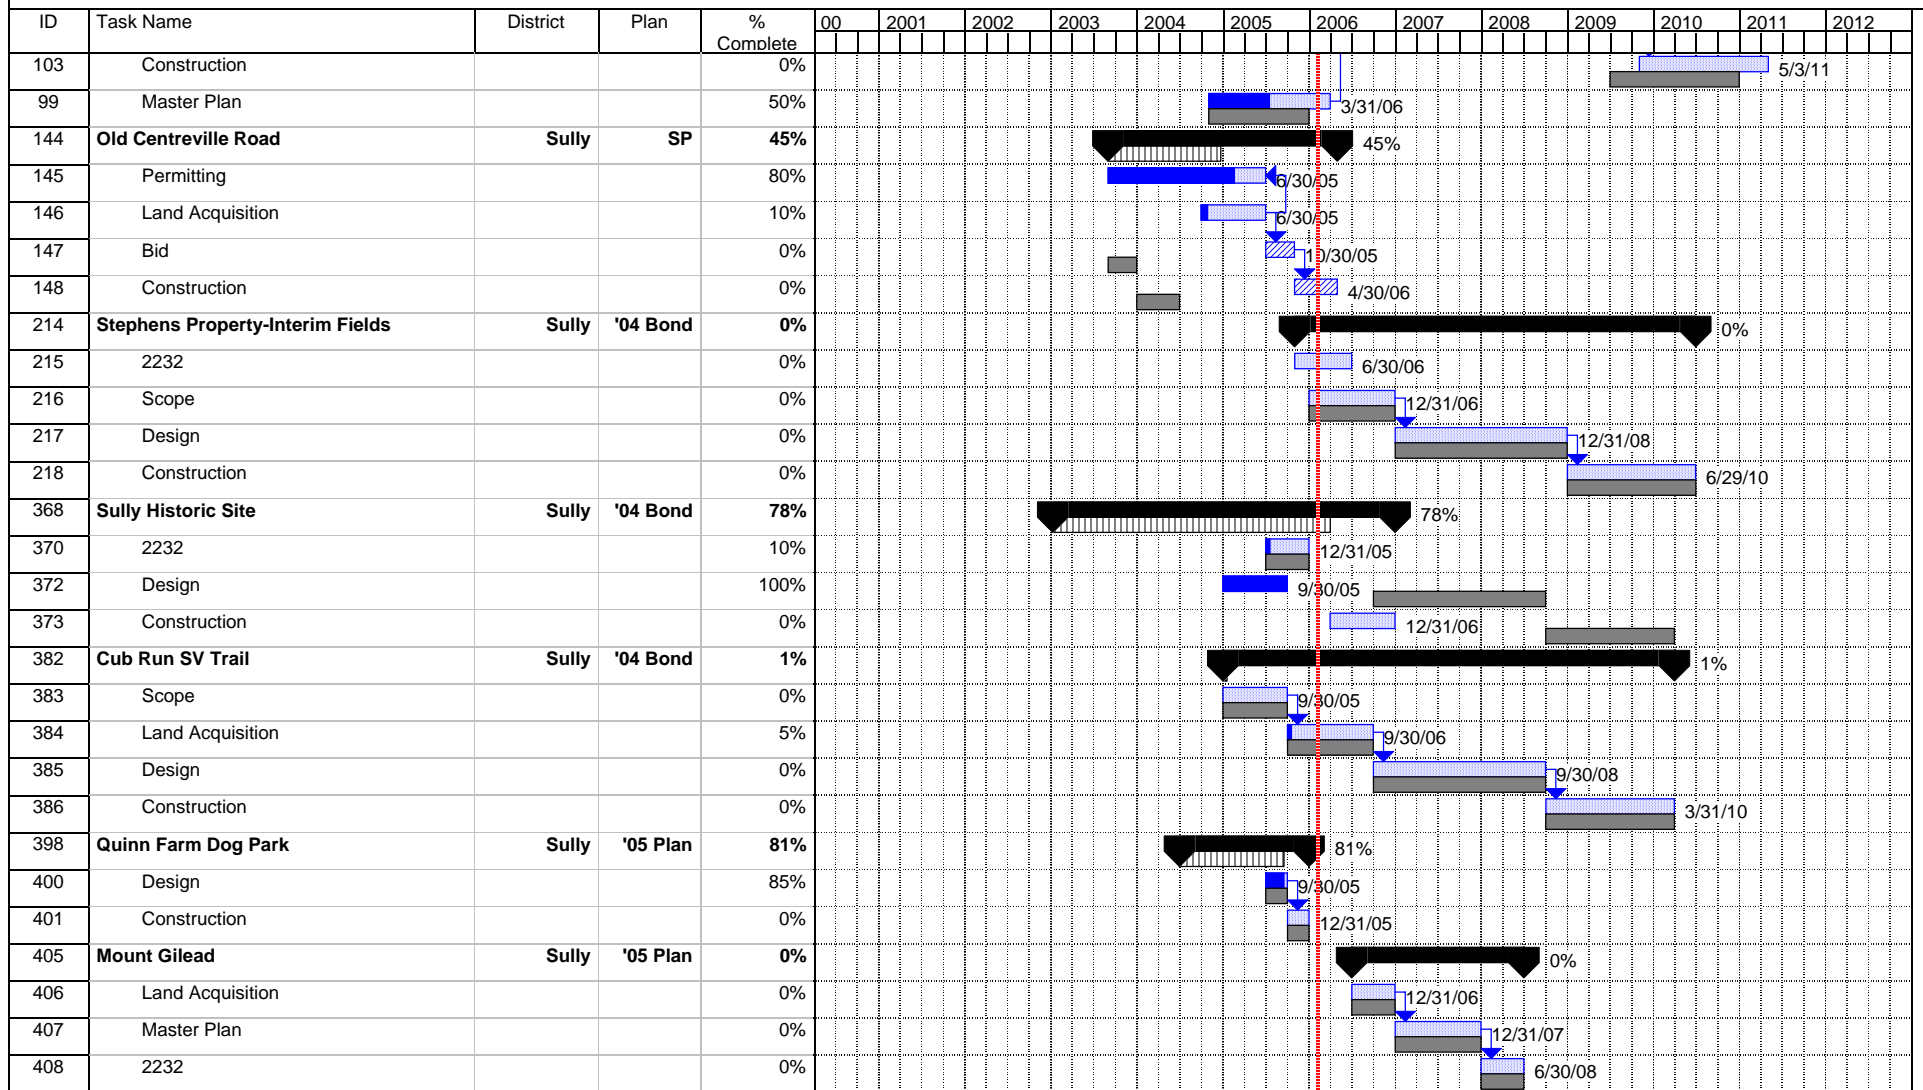 ID Task Name District Plan % Complete 00 2001 2002 2003 2004 2005 2006 2007 2008 2009 2010 2011 2012
103 Construction 0% 5/3/11
99 Master Plan 50% 3/31/06
144 Old Centreville Road Sully SP 45% 45%
145 Permitting 80% 6/30/05
146 Land Acquisition 10% 6/30/05
147 Bid 0% 10/30/05
148 Construction 0% 4/30/06
214 Stephens Property-Interim Fields Sully '04 Bond 0% 0%
215 2232 0% 6/30/06
216 Scope 0% 12/31/06
217 Design 0% 12/31/08
218 Construction 0% 6/29/10
368 Sully Historic Site Sully '04 Bond 78% 78%
370 2232 10% 12/31/05
372 Design 100% 9/30/05
373 Construction 0% 12/31/06
382 Cub Run SV Trail Sully '04 Bond 1% 1%
383 Scope 0% 9/30/05
384 Land Acquisition 5% 9/30/06
385 Design 0% 9/30/08
386 Construction 0% 3/31/10
398 Quinn Farm Dog Park Sully '05 Plan 81% 81%
400 Design 85% 9/30/05
401 Construction 0% 12/31/05
405 Mount Gilead Sully '05 Plan 0% 0%
406 Land Acquisition 0% 12/31/06
407 Master Plan 0% 12/31/07
408 2232 0% 6/30/08